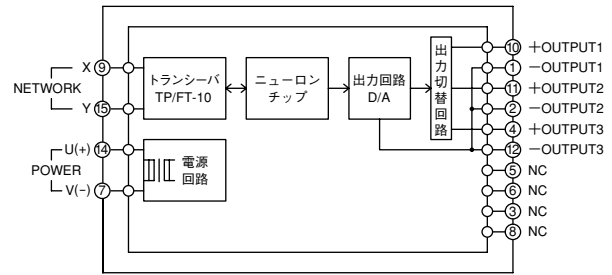 NETWORK
X ⑨
Y ⑮
POWER
U(+) ⑭
V(−) ⑦
トランシーバ
TP/FT-10
ニューロン
チップ
出力回路
D/A
出力切替回路
電源
回路
⑩ +OUTPUT1
① −OUTPUT1
⑪ +OUTPUT2
② −OUTPUT2
④ +OUTPUT3
⑫ −OUTPUT3
⑤ NC
⑥ NC
③ NC
⑧ NC